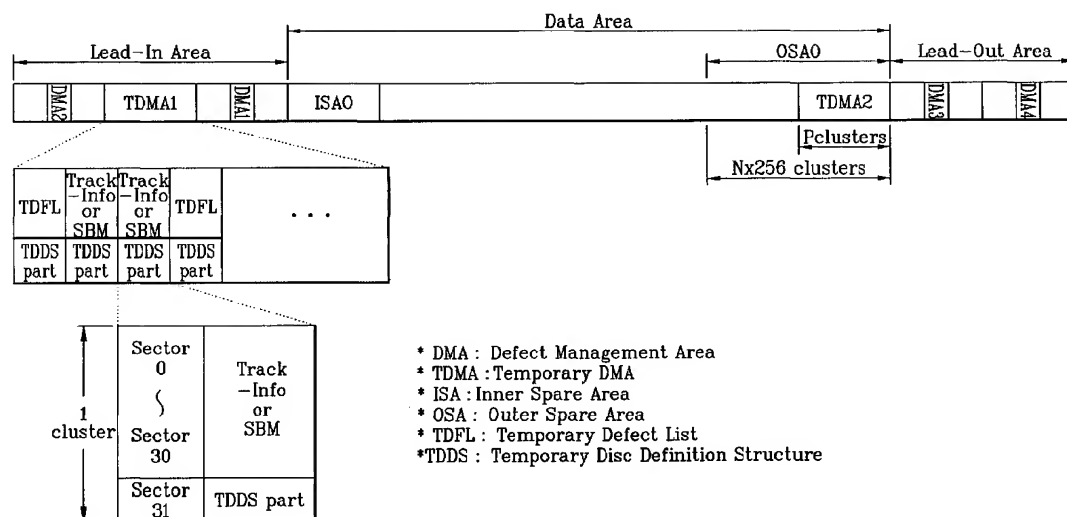 Data Area
Lead-In Area
OSA0
Lead-Out Area
DMA2
TDMA1
DMA1
ISA0
TDMA2
DMA3
DMA4
Pclusters
Nx256 clusters
TDFL
Track
-Info
or
SBM
Track
-Info
or
SBM
TDFL
...
TDDS
part
TDDS
part
TDDS
part
TDDS
part
1
cluster
Sector
0
Sector
30
Track
-Info
or
SBM
Sector
31
TDDS part
* DMA : Defect Management Area
* TDMA : Temporary DMA
* ISA : Inner Spare Area
* OSA : Outer Spare Area
* TDFL : Temporary Defect List
*TDDS : Temporary Disc Definition Structure